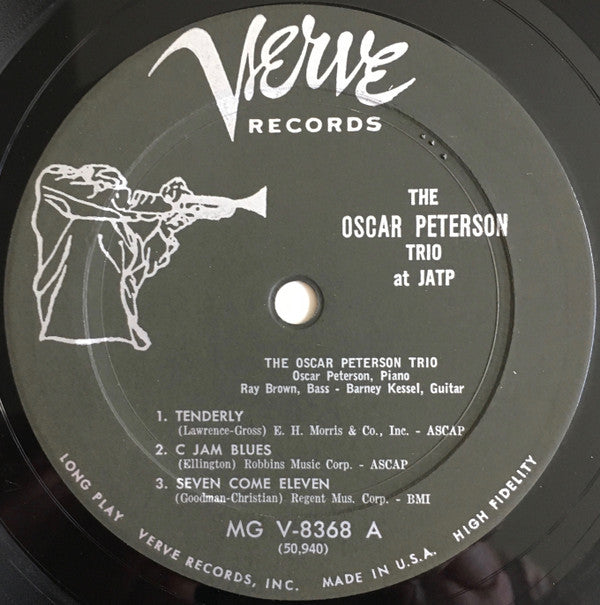 Verve
RECORDS
THE
OSCAR PETERSON
TRIO
at JATP
THE OSCAR PETERSON TRIO
Oscar Peterson, Piano
Ray Brown, Bass - Barney Kessel, Guitar
1. TENDERLY
(Lawrence-Gross) E. H. Morris & Co., Inc. - ASCAP
2. C JAM BLUES
(Ellington) Robbins Music Corp. - ASCAP
3. SEVEN COME ELEVEN
(Goodman-Christian) Regent Mus. Corp. - BMI
MG V-8368 A
(50,940)
LONG PLAY VERVE RECORDS, INC. MADE IN U.S.A. HIGH FIDELITY